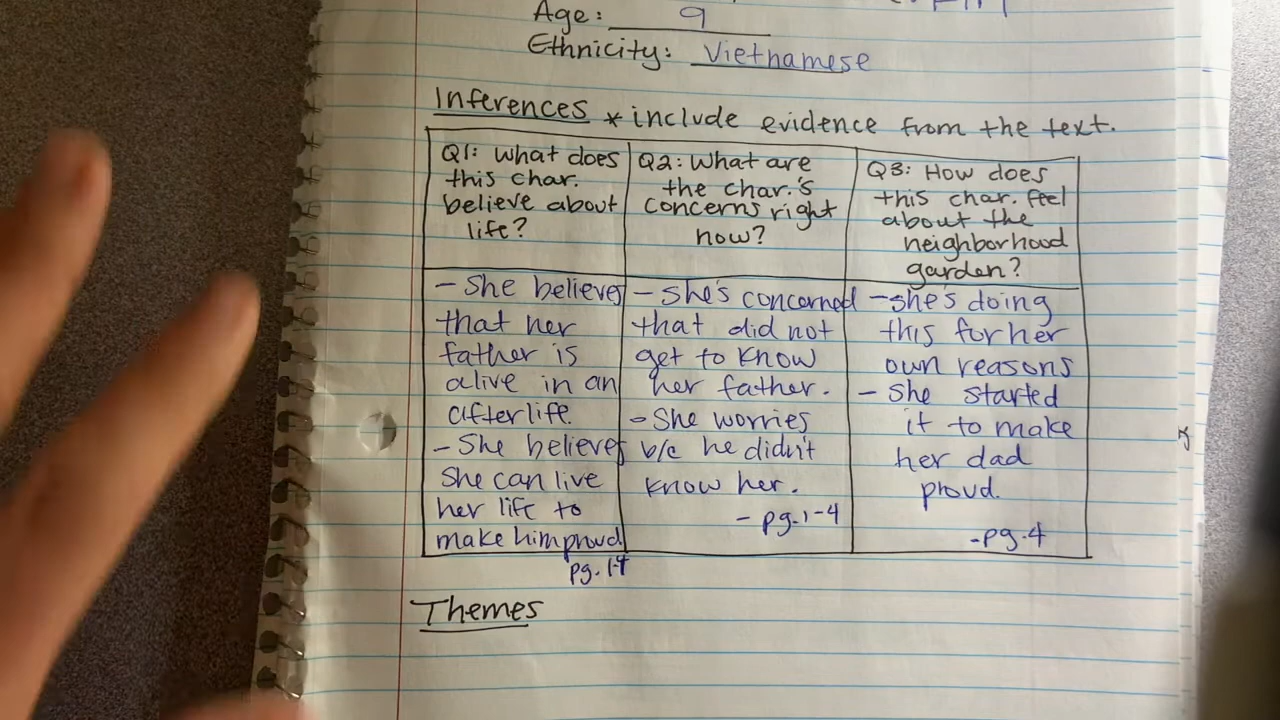 Age: 9
Ethnicity: Vietnamese
Inferences * include evidence from the text.
Q1: What does
this char.
believe about
life?
Q2: What are
the char.'s
concerns right
now?
Q3: How does
this char. feel
about the
neighborhood
garden?
- She believes
that her
father is
alive in an
afterlife.
- She believes
she can live
her life to
make him proud.
pg. 1-4
- she's concerned
that did not
get to know
her father.
- She worries
b/c he didn't
know her.
- pg. 1-4
- she's doing
this for her
own reasons
- She started
it to make
her dad
proud.
- pg. 4
Themes